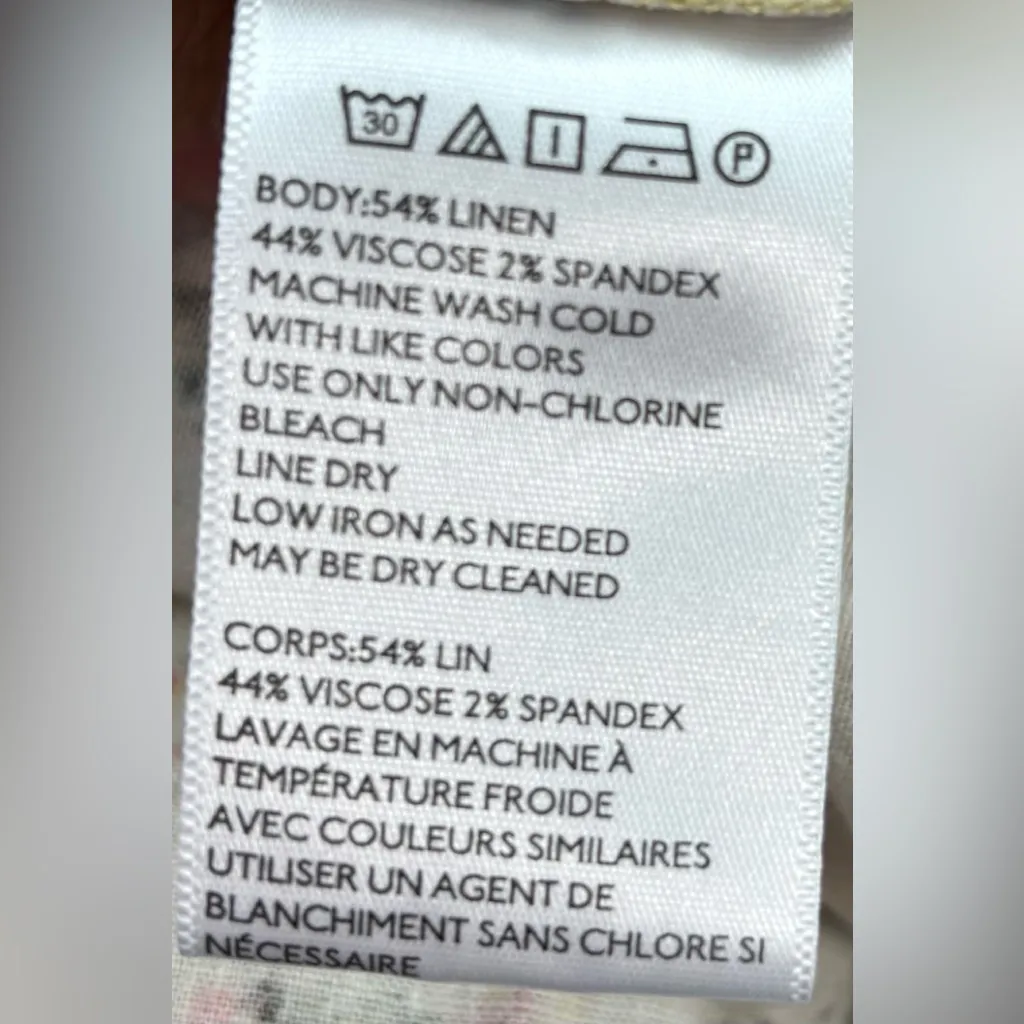 30 P
BODY:54% LINEN
44% VISCOSE 2% SPANDEX
MACHINE WASH COLD
WITH LIKE COLORS
USE ONLY NON-CHLORINE
BLEACH
LINE DRY
LOW IRON AS NEEDED
MAY BE DRY CLEANED
CORPS:54% LIN
44% VISCOSE 2% SPANDEX
LAVAGE EN MACHINE À
TEMPÉRATURE FROIDE
AVEC COULEURS SIMILAIRES
UTILISER UN AGENT DE
BLANCHIMENT SANS CHLORE SI
NÉCESSAIRE